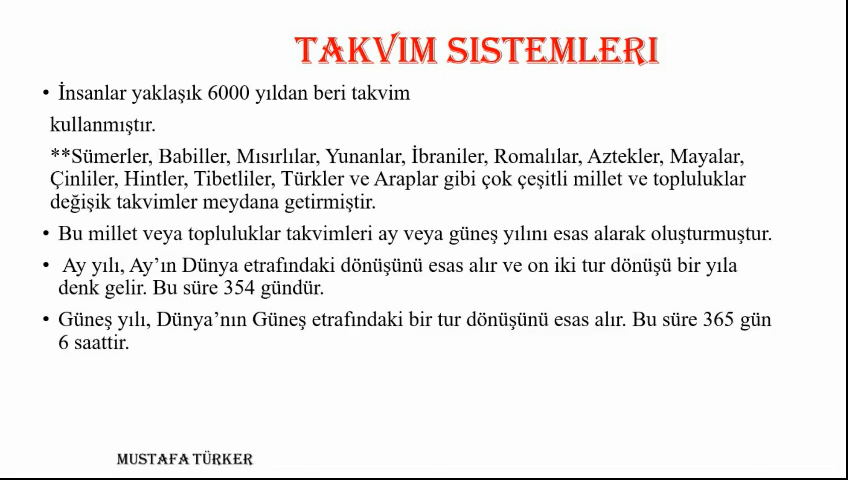 TAKVIM SISTEMLERI
• İnsanlar yaklaşık 6000 yıldan beri takvim
kullanmıştır.
**Sümerler, Babiller, Mısırlılar, Yunanlar, İbraniler, Romalılar, Aztekler, Mayalar,
Çinliler, Hintler, Tibetliler, Türkler ve Araplar gibi çok çeşitli millet ve topluluklar
değişik takvimler meydana getirmiştir.
• Bu millet veya topluluklar takvimleri ay veya güneş yılını esas alarak oluşturmuştur.
• Ay yılı, Ay’ın Dünya etrafındaki dönüşünü esas alır ve on iki tur dönüşü bir yıla
denk gelir. Bu süre 354 gündür.
• Güneş yılı, Dünya’nın Güneş etrafındaki bir tur dönüşünü esas alır. Bu süre 365 gün
6 saattir.
MUSTAFA TÜRKER